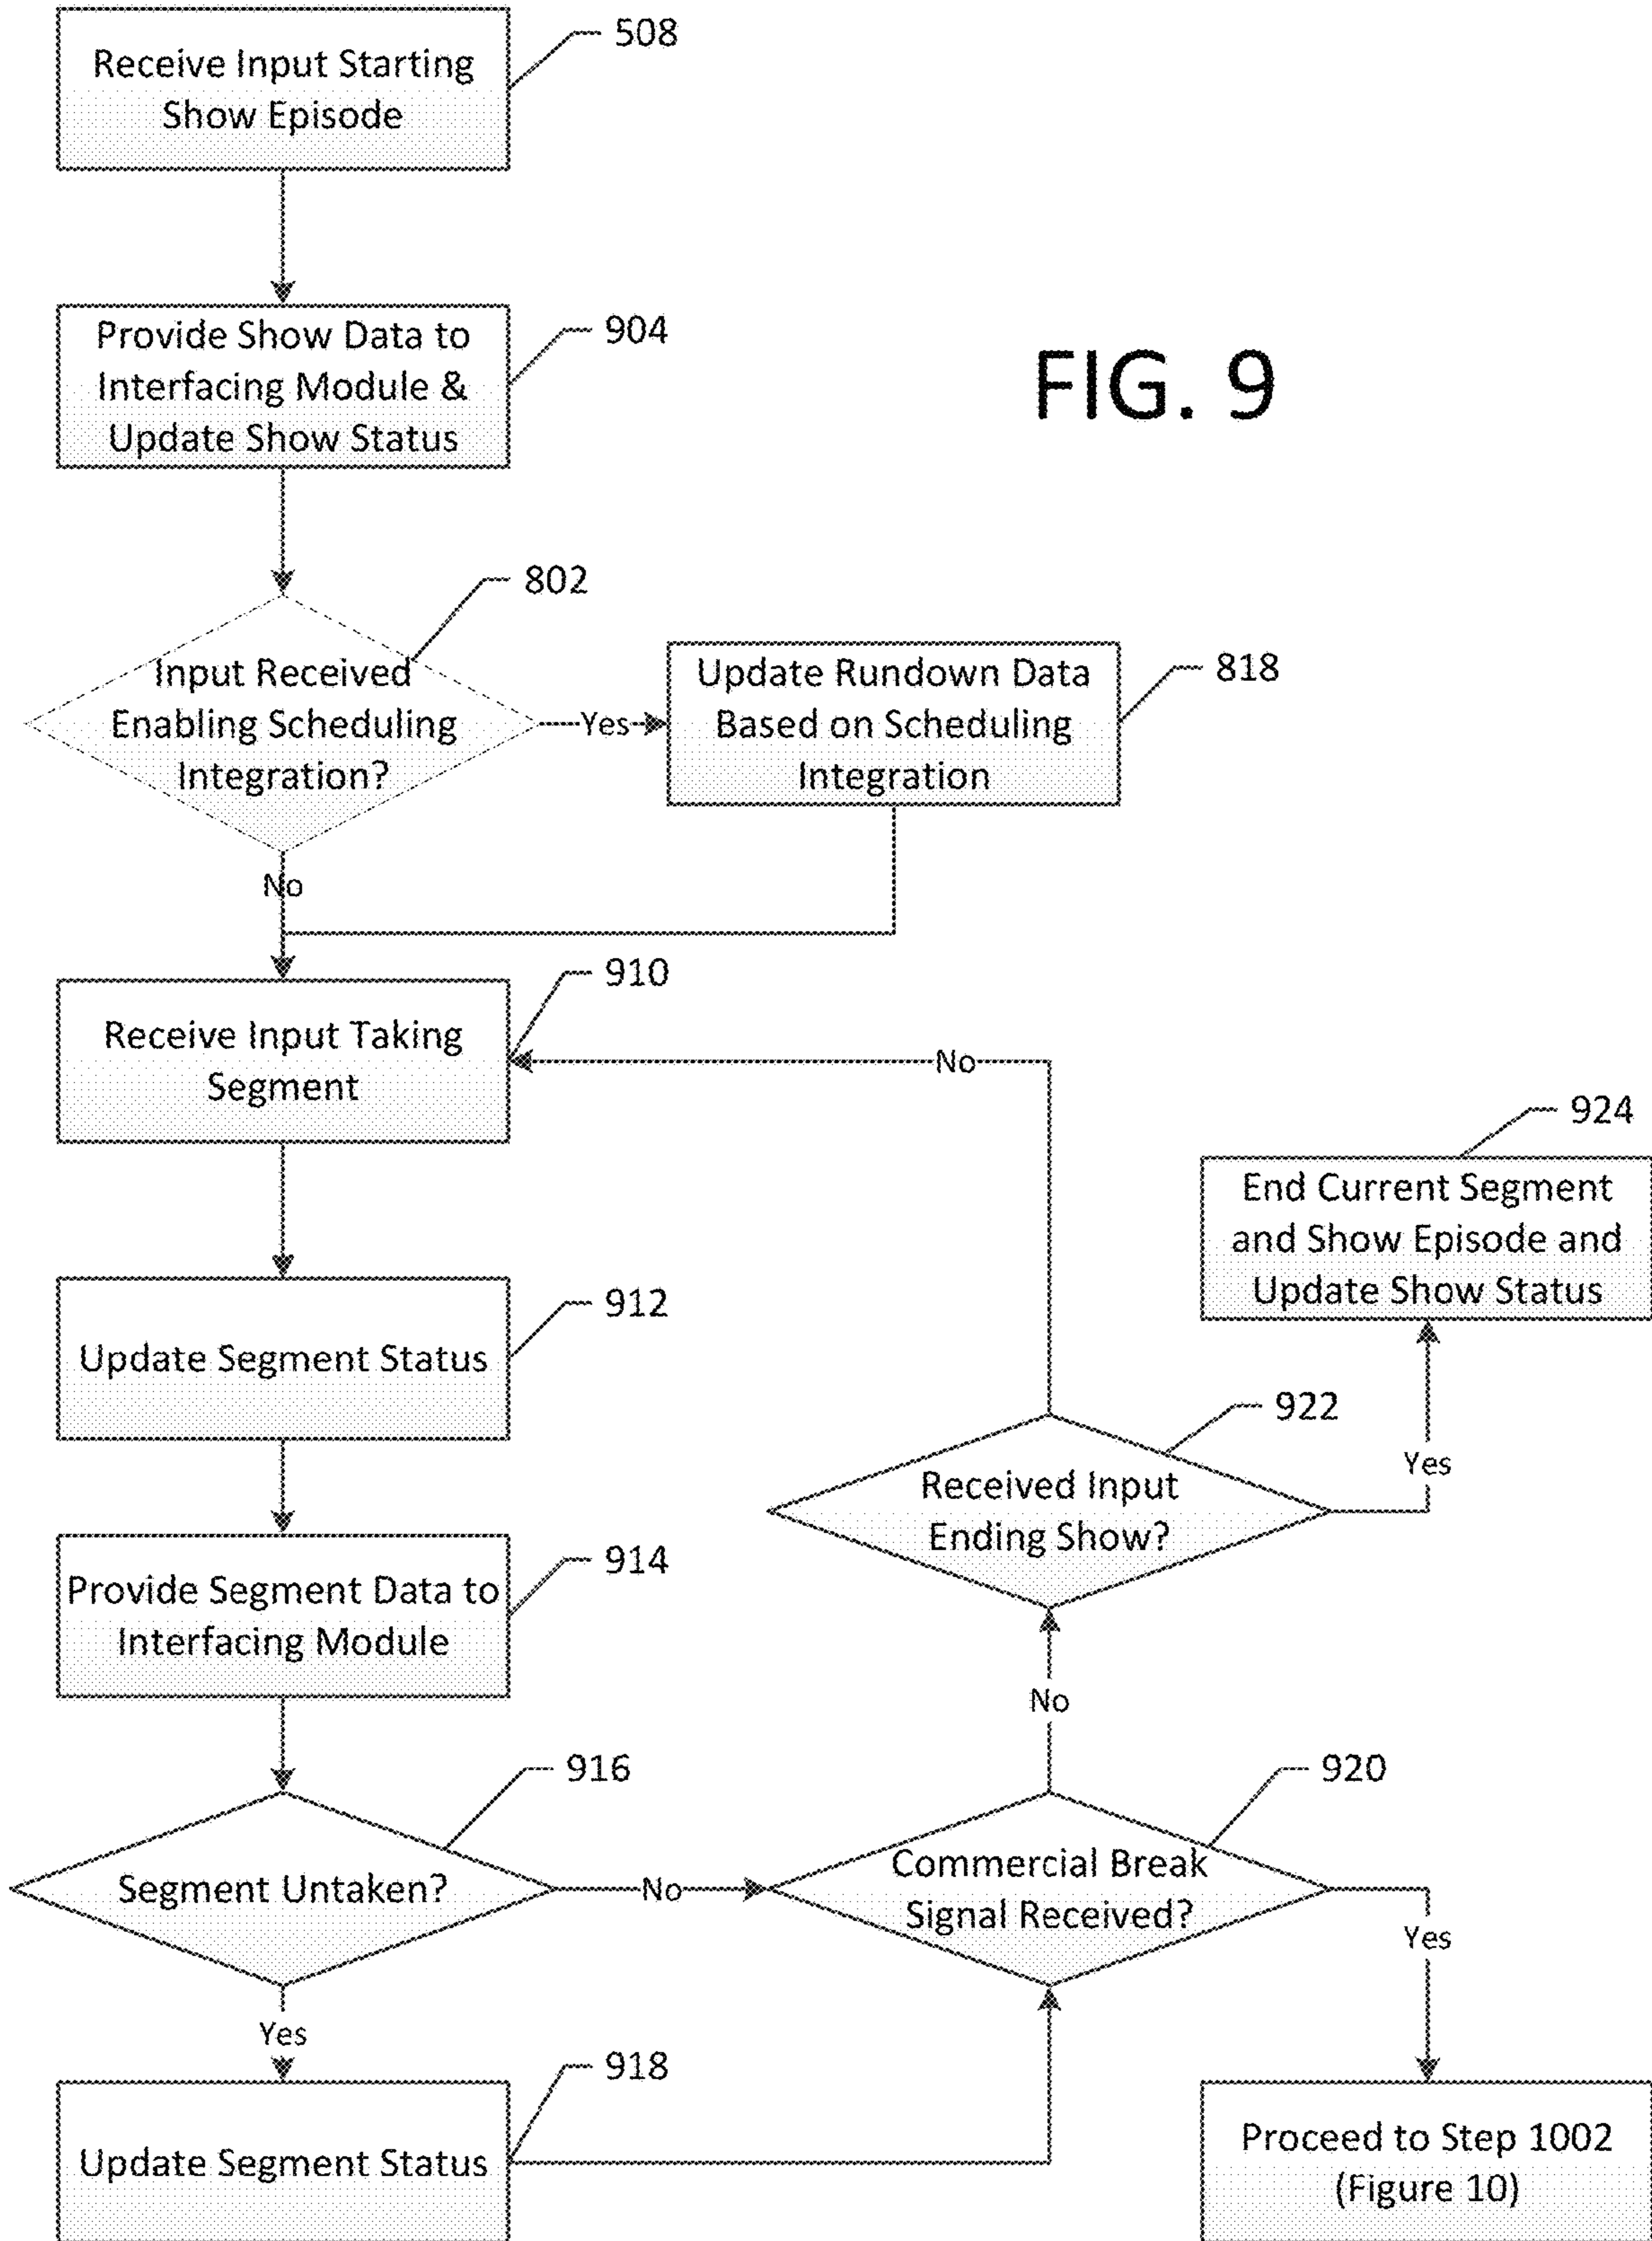 Receive Input Starting
Show Episode
508
Provide Show Data to
Interfacing Module &
Update Show Status
904
FIG. 9
802
Input Received
Enabling Scheduling
Integration?
Yes
Update Rundown Data
Based on Scheduling
Integration
818
No
910
Receive Input Taking
Segment
No
924
End Current Segment
and Show Episode and
Update Show Status
Update Segment Status
912
922
Received Input
Ending Show?
Yes
Provide Segment Data to
Interfacing Module
914
No
916
Segment Untaken?
No
920
Commercial Break
Signal Received?
Yes
Yes
Update Segment Status
918
Proceed to Step 1002
(Figure 10)